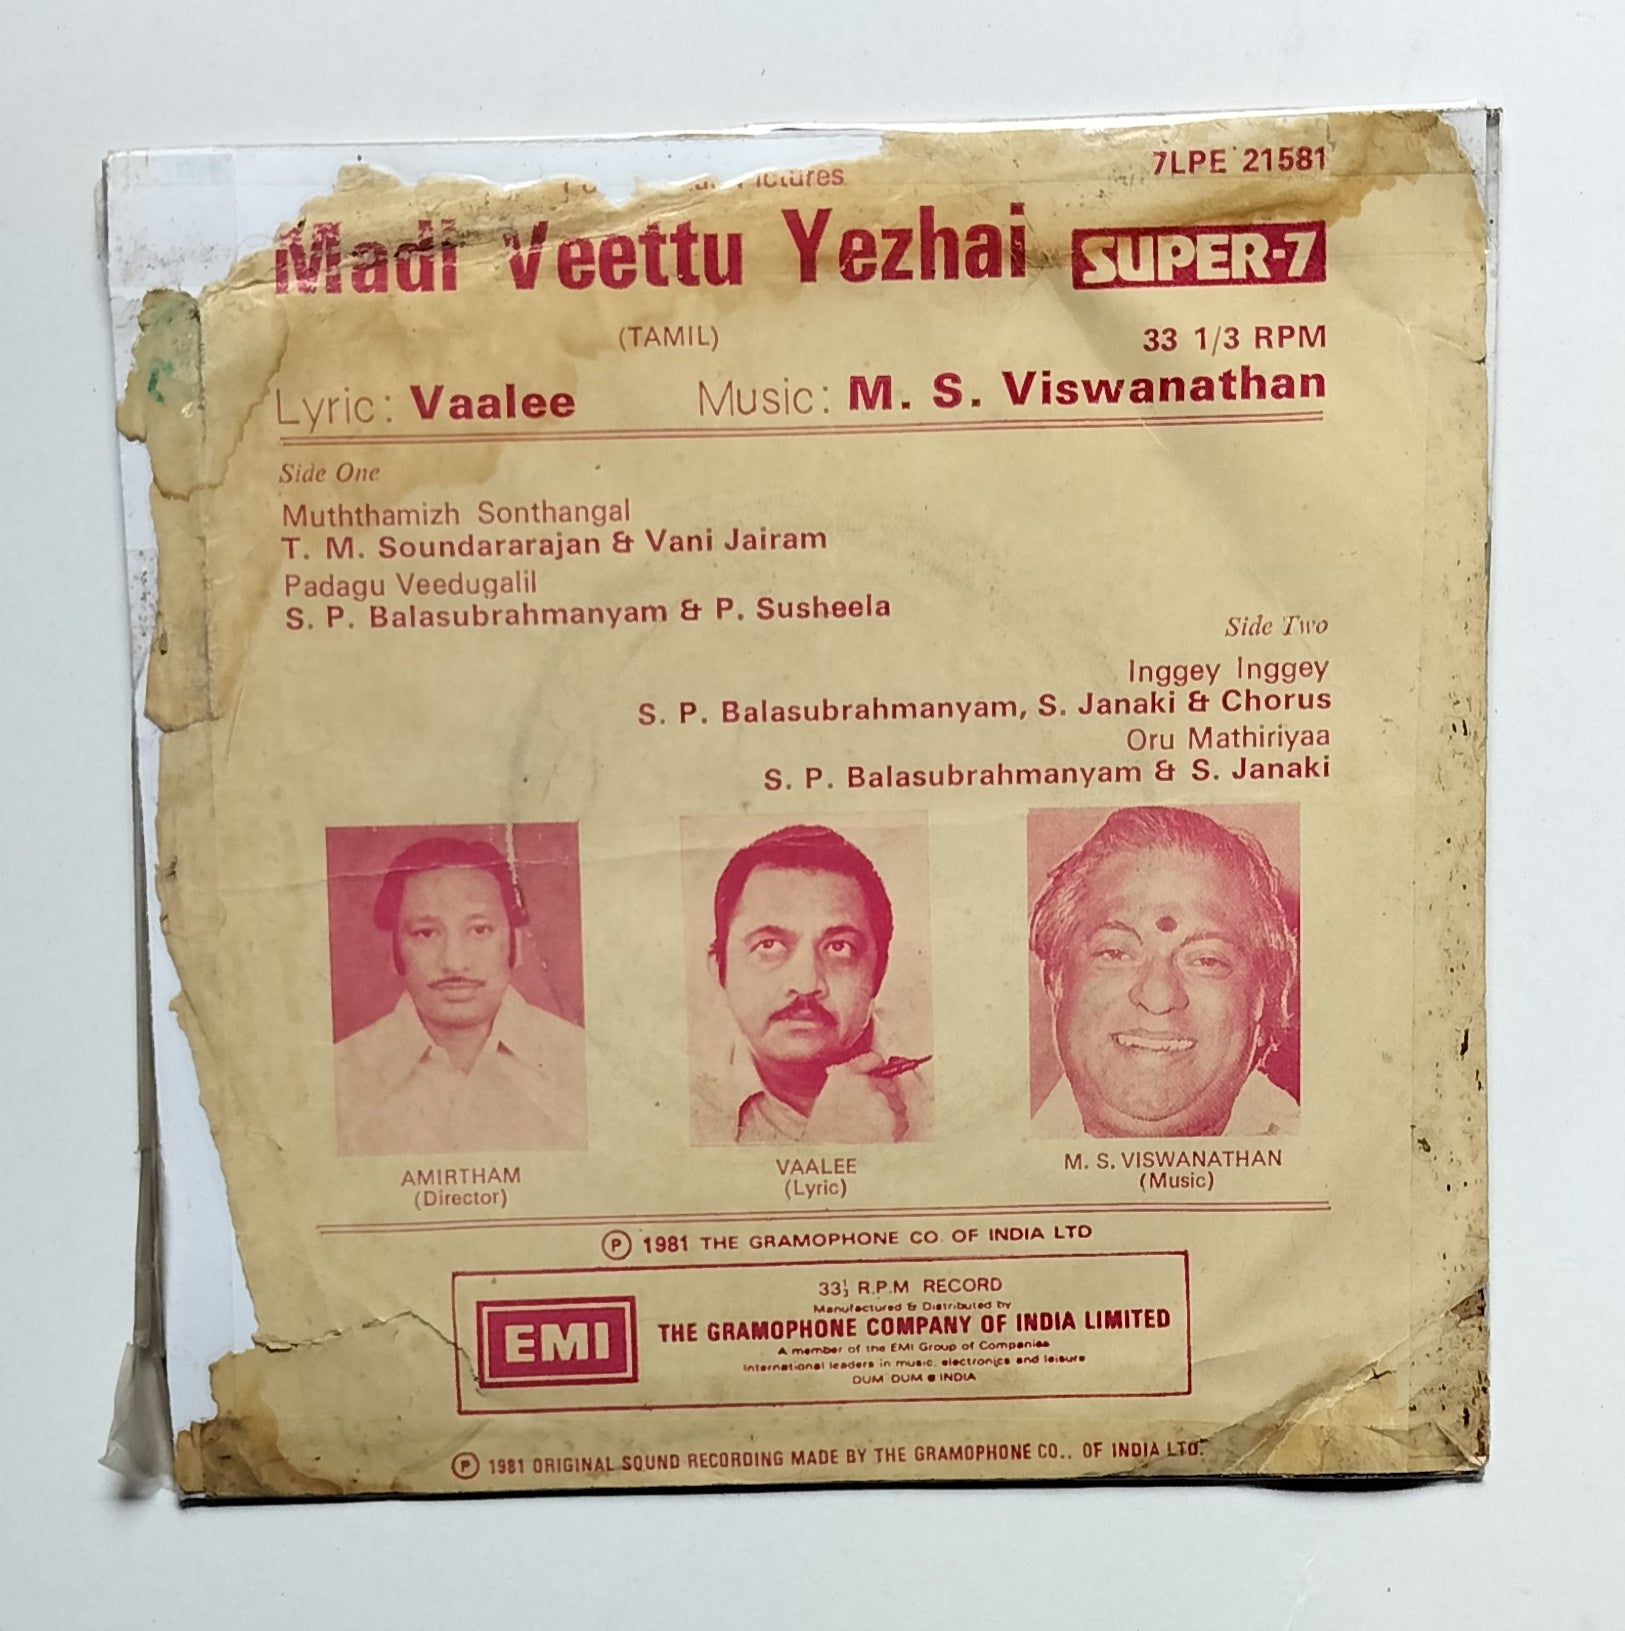 Pictures
7LPE 21581
Madi Veettu Yezhai SUPER-7
(TAMIL) 33 1/3 RPM
Lyric: Vaalee Music: M. S. Viswanathan
Side One
Muththamizh Sonthangal
T. M. Soundararajan & Vani Jairam
Padagu Veedugalil
S. P. Balasubrahmanyam & P. Susheela
Side Two
Inggey Inggey
S. P. Balasubrahmanyam, S. Janaki & Chorus
Oru Mathiriyaa
S. P. Balasubrahmanyam & S. Janaki
AMIRTHAM
(Director)
VAALEE
(Lyric)
M. S. VISWANATHAN
(Music)
℗ 1981 THE GRAMOPHONE CO. OF INDIA LTD
EMI
33⅓ R.P.M RECORD
Manufactured & Distributed by
THE GRAMOPHONE COMPANY OF INDIA LIMITED
A member of the EMI Group of Companies
International leaders in music, electronics and leisure
DUM DUM ● INDIA
℗ 1981 ORIGINAL SOUND RECORDING MADE BY THE GRAMOPHONE CO., OF INDIA LTD.